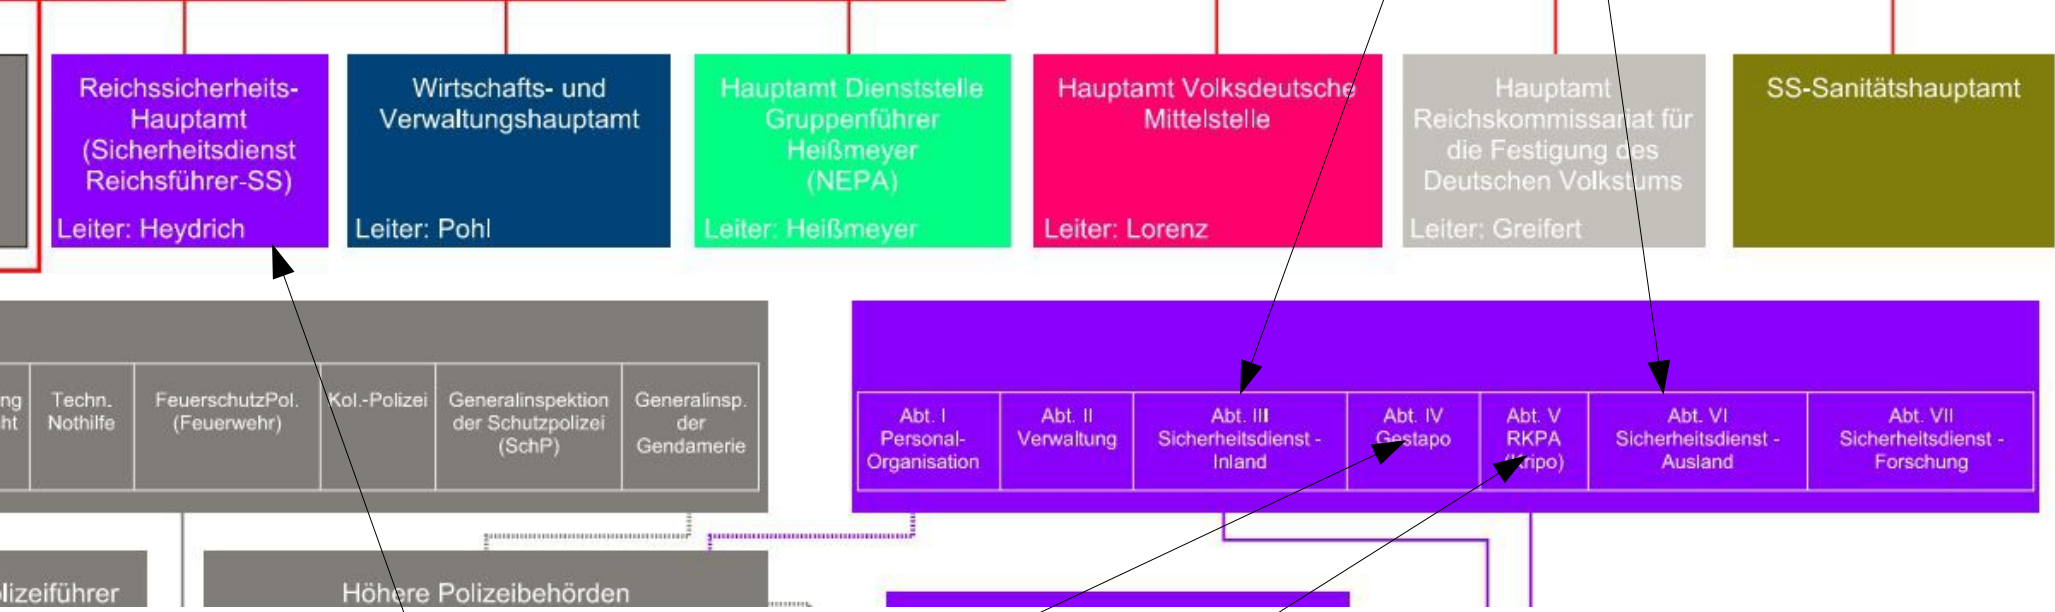 Reichssicherheits-
Hauptamt
(Sicherheitsdienst
Reichsführer-SS)
Leiter: Heydrich
Wirtschafts- und
Verwaltungshauptamt
Leiter: Pohl
Hauptamt Dienststelle
Gruppenführer
Heißmeyer
(NEPA)
Leiter: Heißmeyer
Hauptamt Volksdeutsche
Mittelstelle
Leiter: Lorenz
Hauptamt
Reichskommissariat für
die Festigung des
Deutschen Volkstums
Leiter: Greifert
SS-Sanitätshauptamt
ng
ht
Techn.
Nothilfe
FeuerschutzPol.
(Feuerwehr)
Kol.-Polizei
Generalinspektion
der Schutzpolizei
(SchP)
Generalinsp.
der
Gendamerie
Abt. I
Personal-
Organisation
Abt. II
Verwaltung
Abt. III
Sicherheitsdienst -
Inland
Abt. IV
Gestapo
Abt. V
RKPA
(Kripo)
Abt. VI
Sicherheitsdienst -
Ausland
Abt. VII
Sicherheitsdienst -
Forschung
lizeiführer
Höhere Polizeibehörden